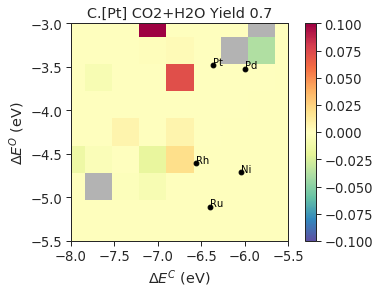 C.[Pt] CO2+H2O Yield 0.7
−3.0
−3.5
−4.0
−4.5
−5.0
−5.5
ΔE^O (eV)
Pt
Pd
Rh
Ni
Ru
−8.0 −7.5 −7.0 −6.5 −6.0 −5.5
ΔE^C (eV)
0.100
0.075
0.050
0.025
0.000
−0.025
−0.050
−0.075
−0.100